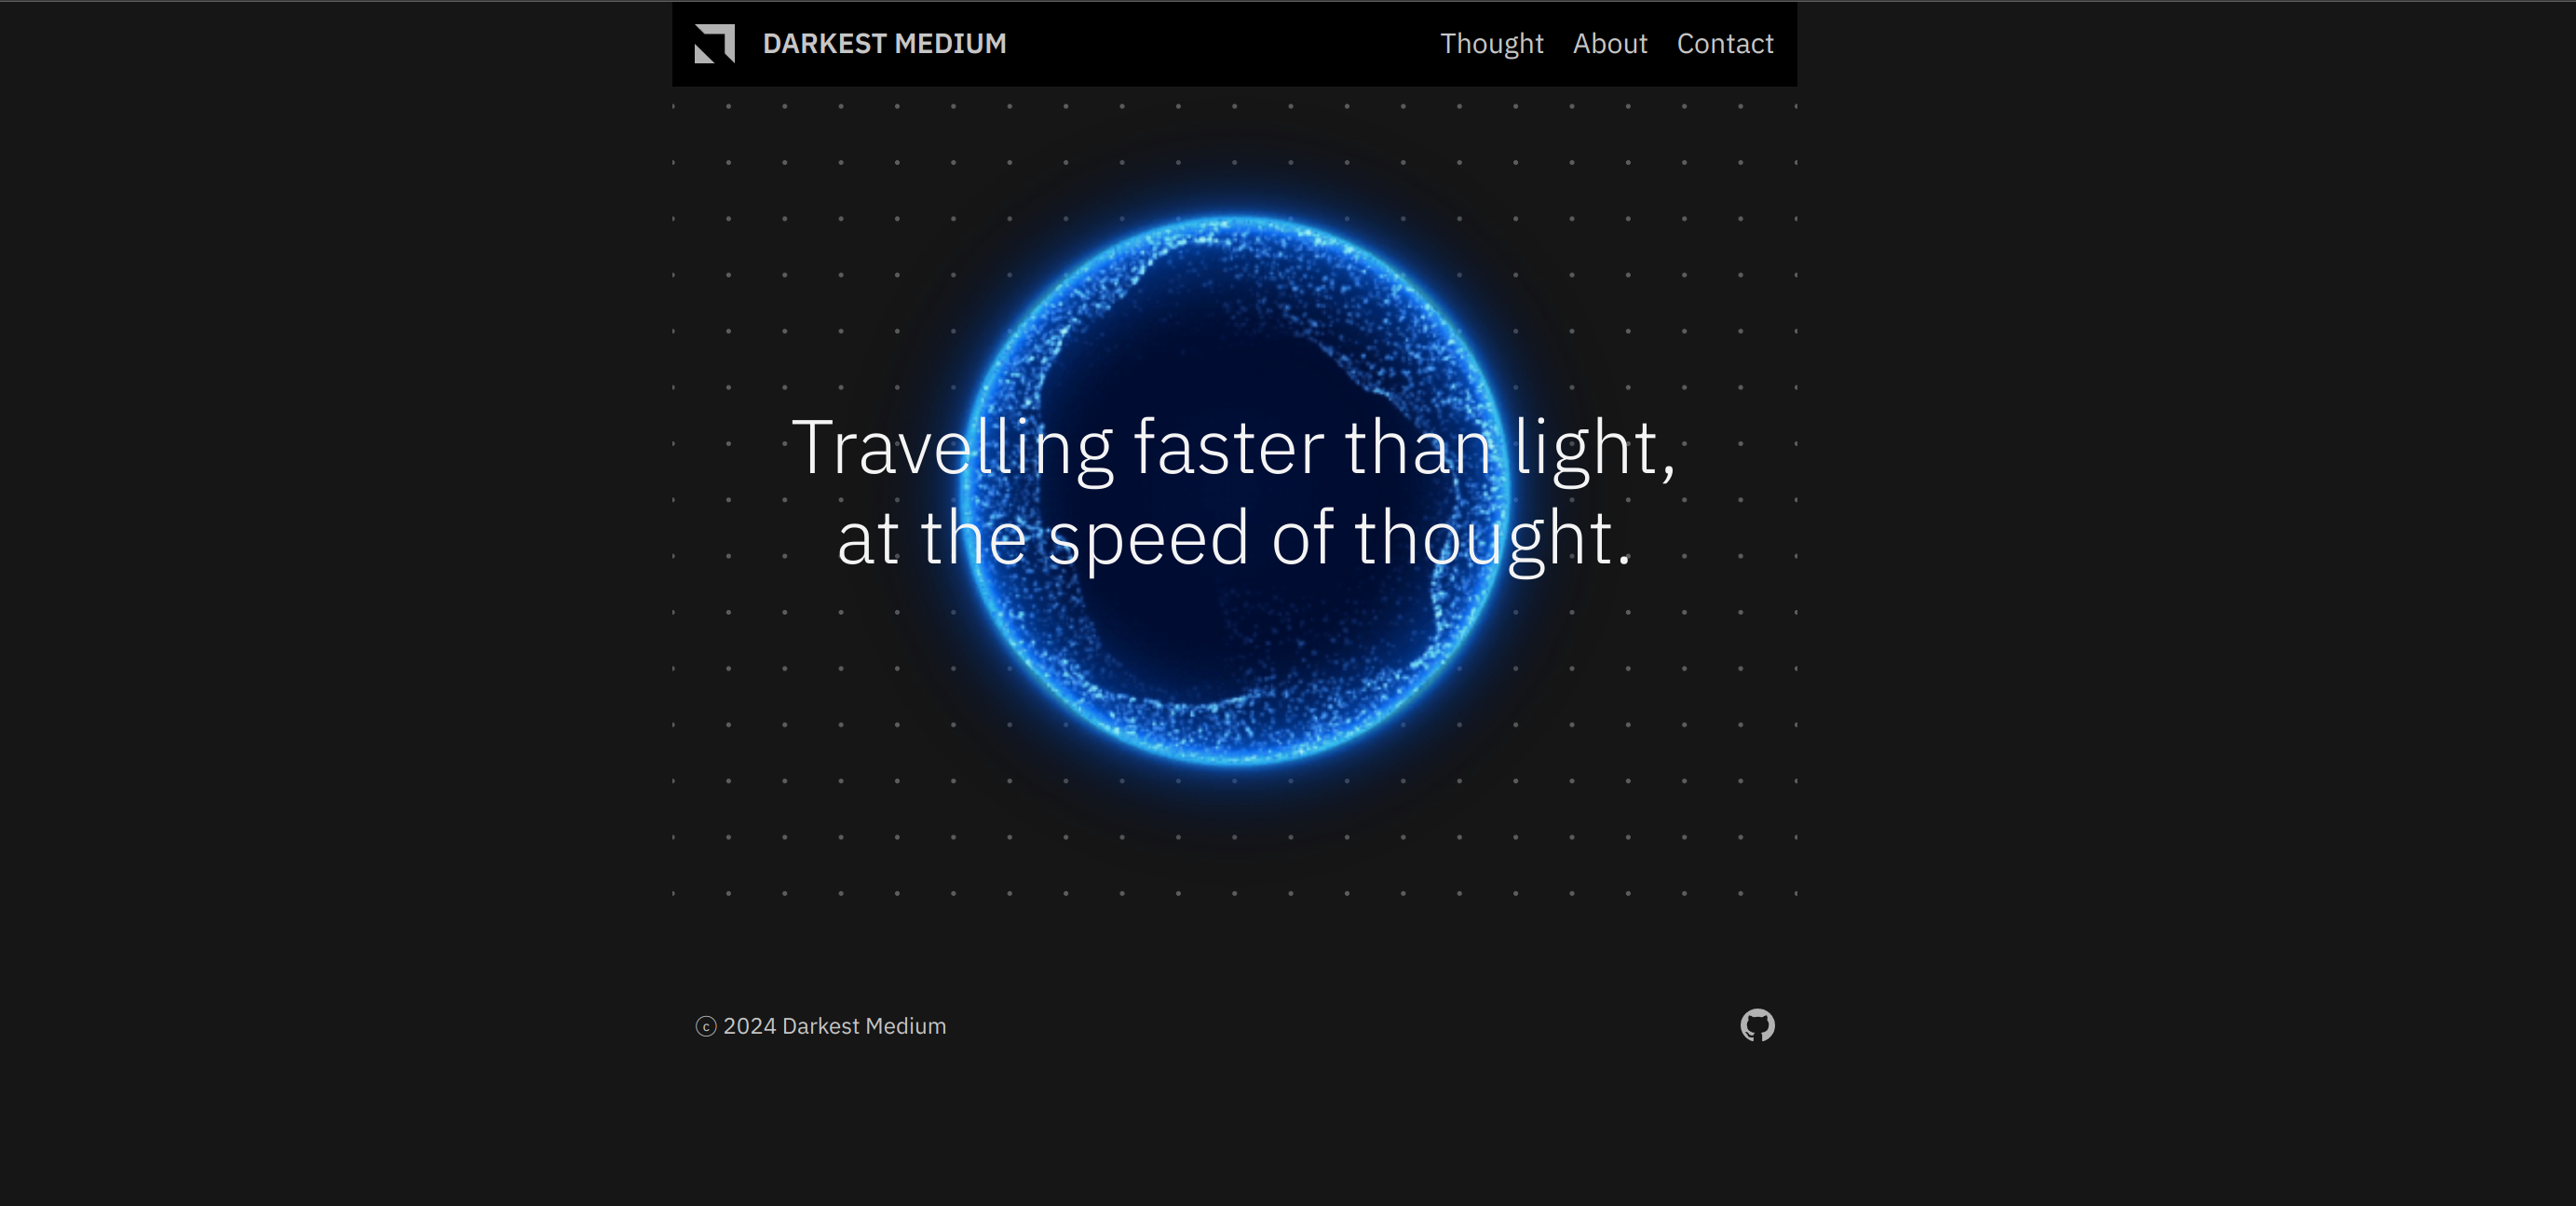 DARKEST MEDIUM
Thought About Contact
Travelling faster than light,
at the speed of thought.
© 2024 Darkest Medium